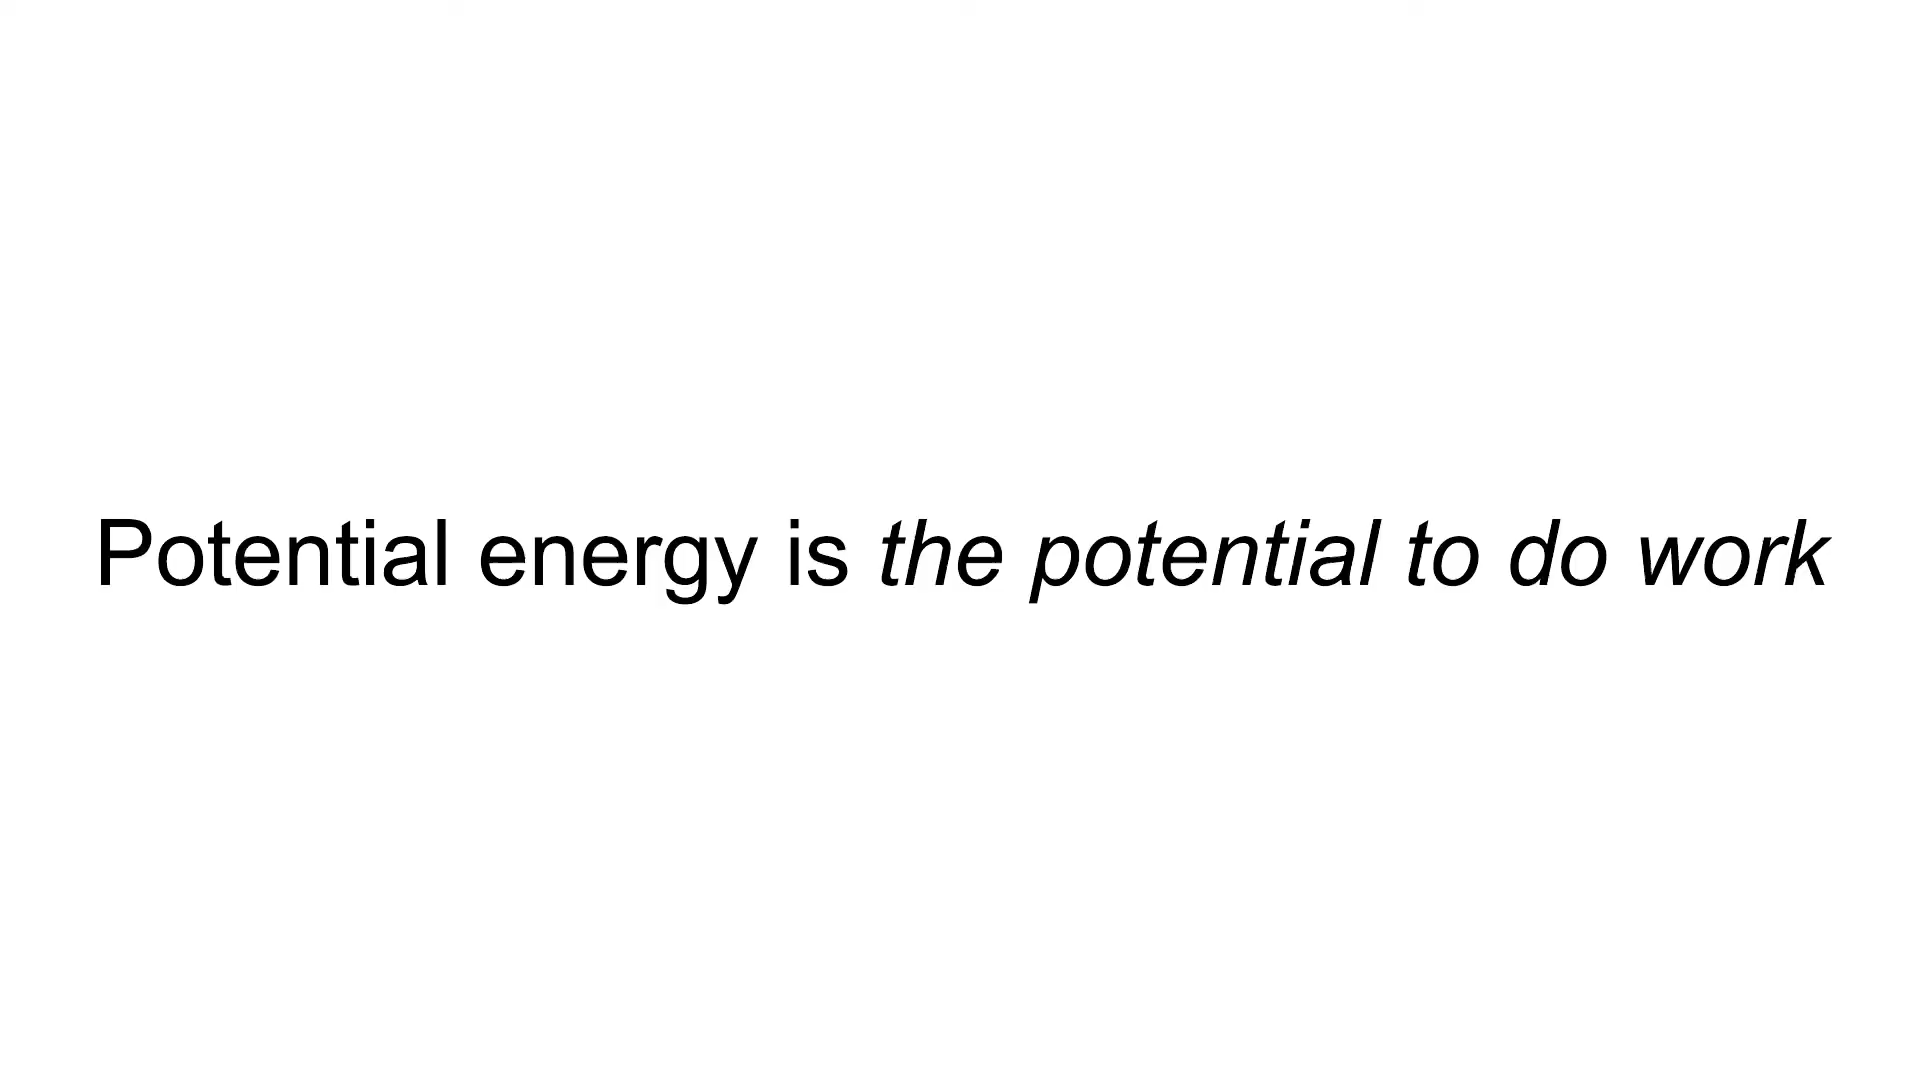 Potential energy is the potential to do work